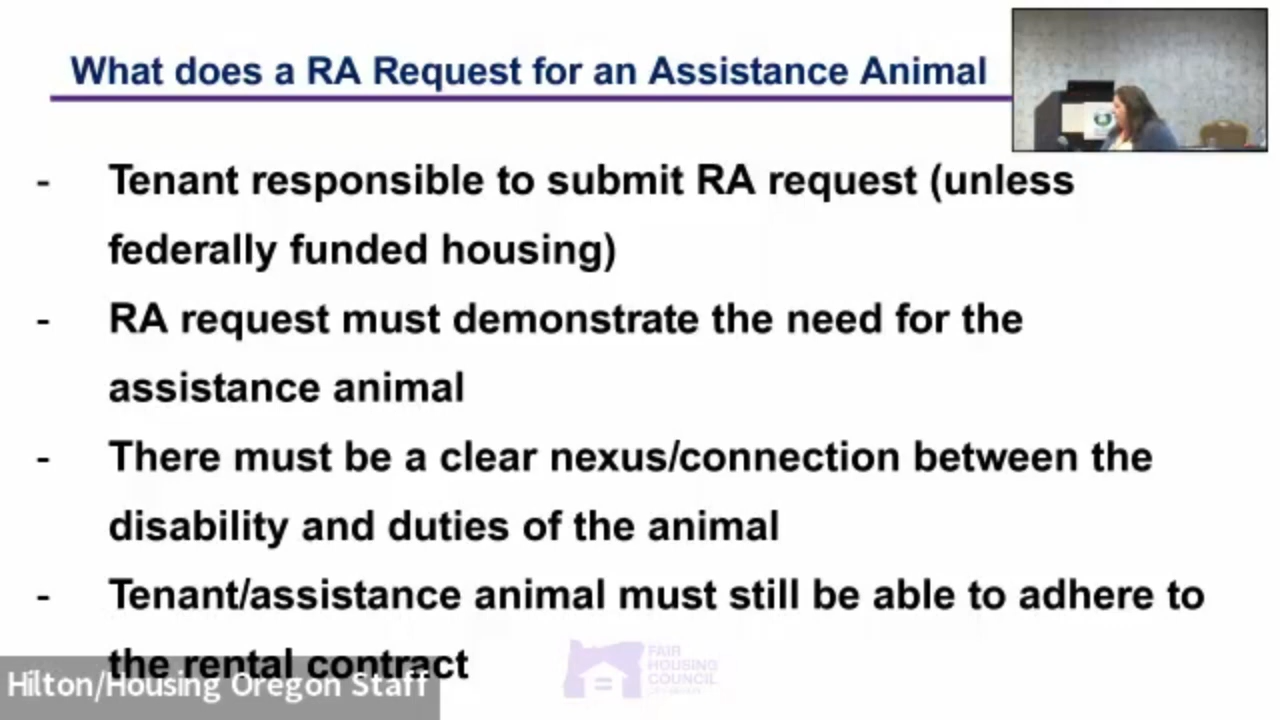 What does a RA Request for an Assistance Animal
- Tenant responsible to submit RA request (unless
federally funded housing)
- RA request must demonstrate the need for the
assistance animal
- There must be a clear nexus/connection between the
disability and duties of the animal
- Tenant/assistance animal must still be able to adhere to
the rental contract
Hilton/Housing Oregon Staff
FAIR
HOUSING
COUNCIL